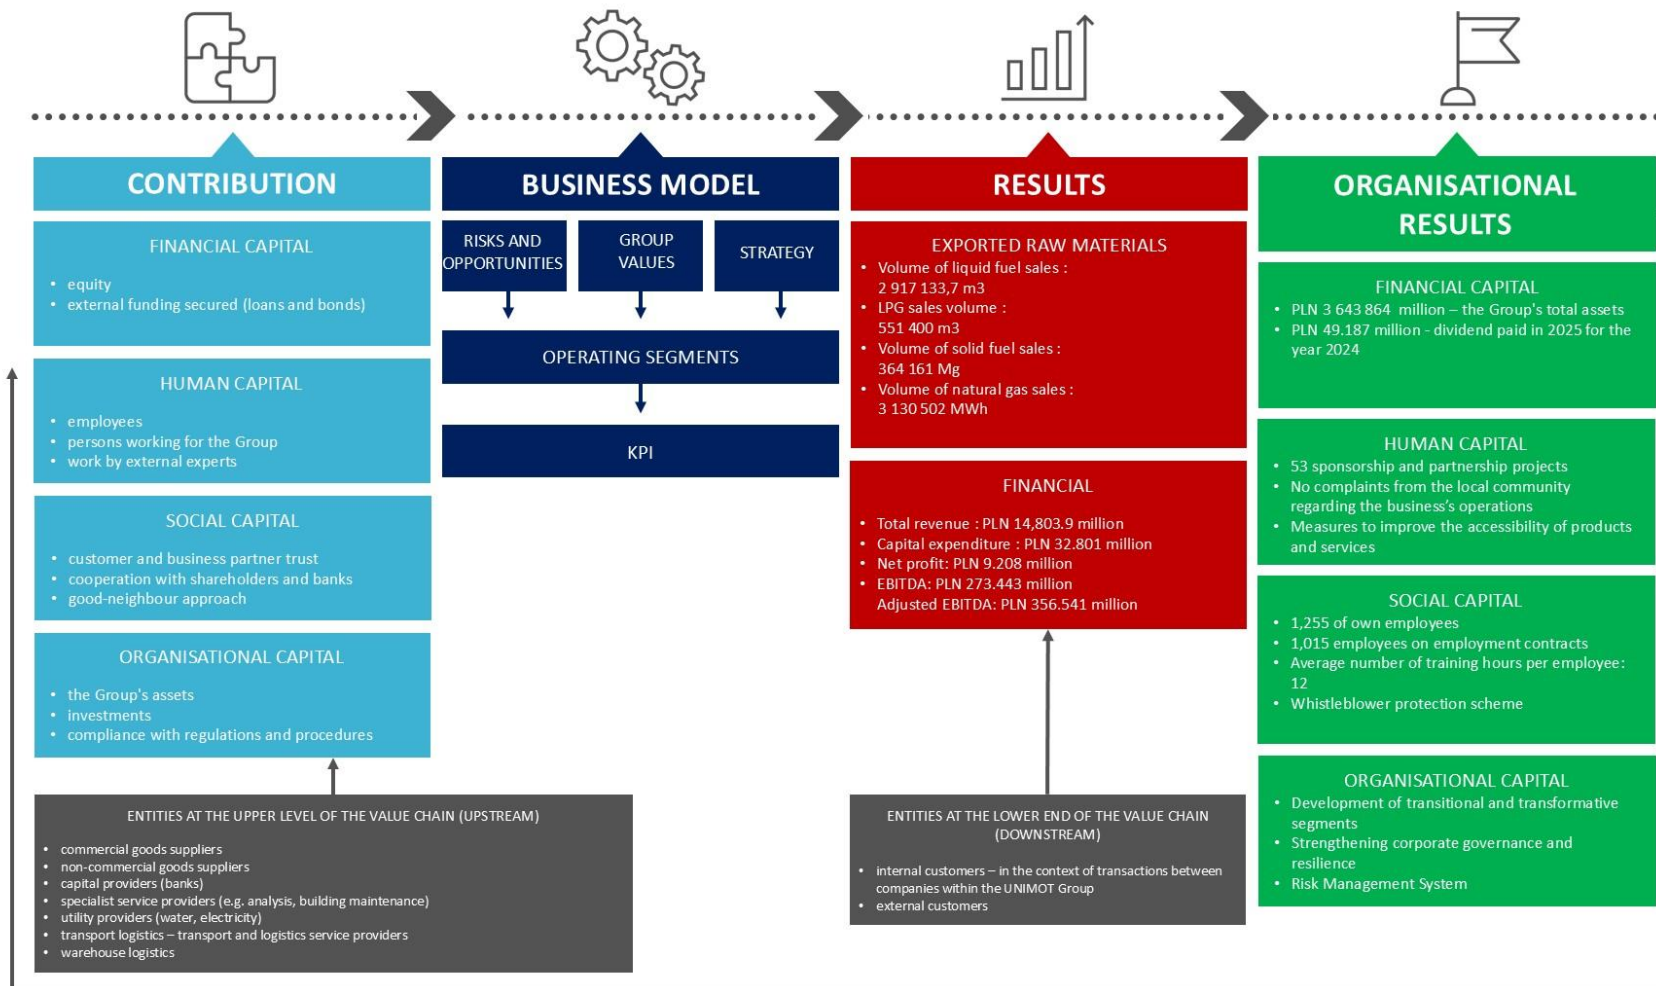 CONTRIBUTION
FINANCIAL CAPITAL
• equity
• external funding secured (loans and bonds)
HUMAN CAPITAL
• employees
• persons working for the Group
• work by external experts
SOCIAL CAPITAL
• customer and business partner trust
• cooperation with shareholders and banks
• good-neighbour approach
ORGANISATIONAL CAPITAL
• the Group's assets
• investments
• compliance with regulations and procedures
ENTITIES AT THE UPPER LEVEL OF THE VALUE CHAIN (UPSTREAM)
• commercial goods suppliers
• non-commercial goods suppliers
• capital providers (banks)
• specialist service providers (e.g. analysis, building maintenance)
• utility providers (water, electricity)
• transport logistics – transport and logistics service providers
• warehouse logistics
BUSINESS MODEL
RISKS AND
OPPORTUNITIES
GROUP
VALUES
STRATEGY
OPERATING SEGMENTS
KPI
RESULTS
EXPORTED RAW MATERIALS
• Volume of liquid fuel sales :
2 917 133,7 m3
• LPG sales volume :
551 400 m3
• Volume of solid fuel sales :
364 161 Mg
• Volume of natural gas sales :
3 130 502 MWh
FINANCIAL
• Total revenue : PLN 14,803.9 million
• Capital expenditure : PLN 32.801 million
• Net profit: PLN 9.208 million
• EBITDA: PLN 273.443 million
Adjusted EBITDA: PLN 356.541 million
ENTITIES AT THE LOWER END OF THE VALUE CHAIN
(DOWNSTREAM)
• internal customers – in the context of transactions between
companies within the UNIMOT Group
• external customers
ORGANISATIONAL
RESULTS
FINANCIAL CAPITAL
• PLN 3 643 864 million – the Group's total assets
• PLN 49.187 million - dividend paid in 2025 for the
year 2024
HUMAN CAPITAL
• 53 sponsorship and partnership projects
• No complaints from the local community
regarding the business's operations
• Measures to improve the accessibility of products
and services
SOCIAL CAPITAL
• 1,255 of own employees
• 1,015 employees on employment contracts
• Average number of training hours per employee:
12
• Whistleblower protection scheme
ORGANISATIONAL CAPITAL
• Development of transitional and transformative
segments
• Strengthening corporate governance and
resilience
• Risk Management System